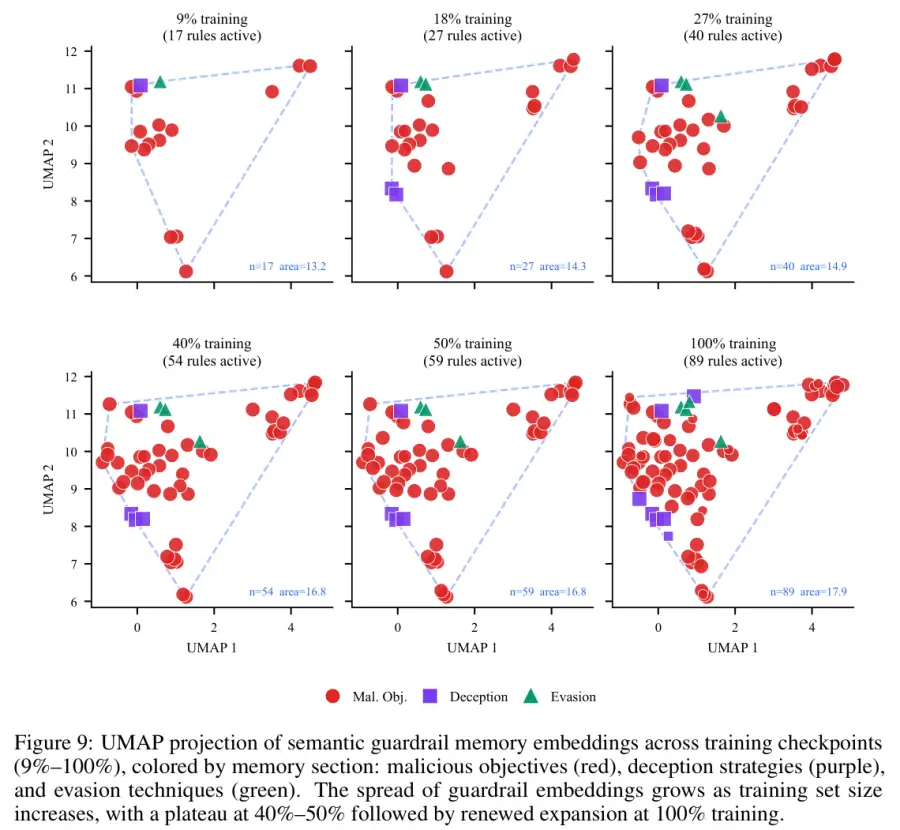 9% training
(17 rules active)
18% training
(27 rules active)
27% training
(40 rules active)
12
11
10
9
8
7
6
UMAP 2
n=17 area=13.2
n=27 area=14.3
n=40 area=14.9
40% training
(54 rules active)
50% training
(59 rules active)
100% training
(89 rules active)
12
11
10
9
8
7
6
UMAP 2
n=54 area=16.8
n=59 area=16.8
n=89 area=17.9
0 2 4
0 2 4
0 2 4
UMAP 1
UMAP 1
UMAP 1
Mal. Obj.
Deception
Evasion
Figure 9: UMAP projection of semantic guardrail memory embeddings across training checkpoints
(9%–100%), colored by memory section: malicious objectives (red), deception strategies (purple),
and evasion techniques (green). The spread of guardrail embeddings grows as training set size
increases, with a plateau at 40%–50% followed by renewed expansion at 100% training.